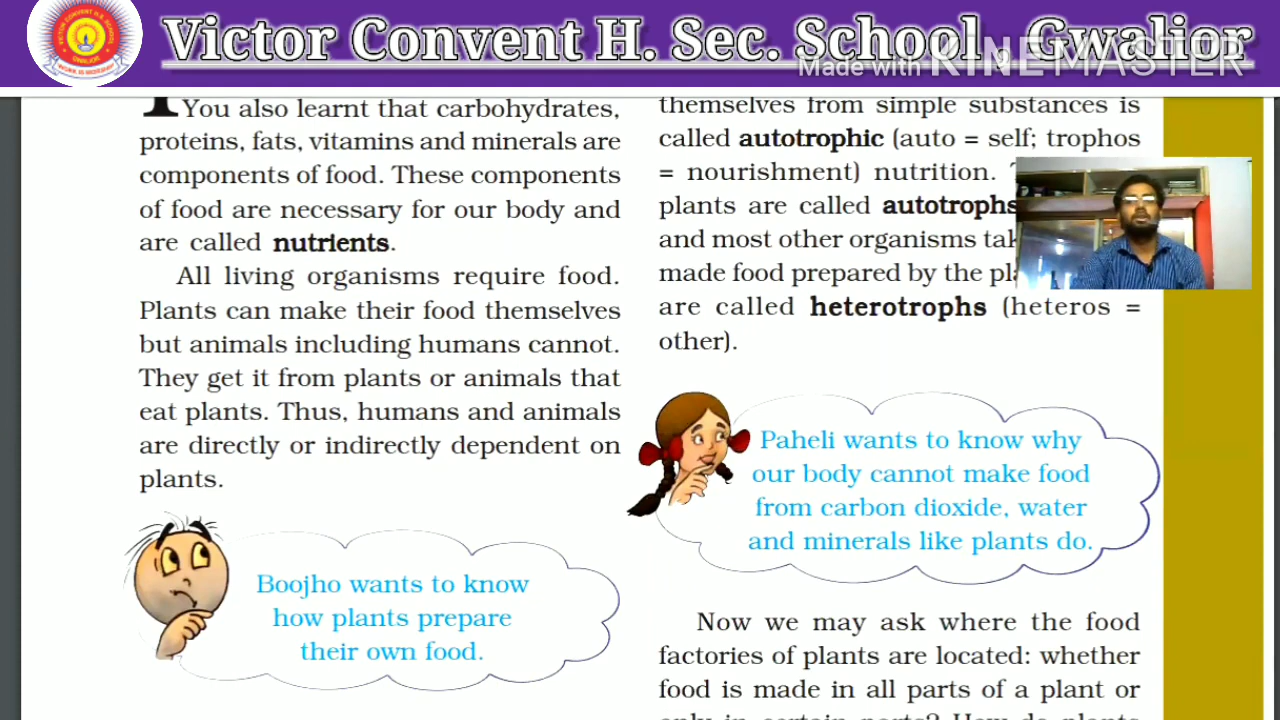 Victor Convent H. Sec. School , Gwalior
Made with KINEMASTER
You also learnt that carbohydrates,
proteins, fats, vitamins and minerals are
components of food. These components
of food are necessary for our body and
are called nutrients.
All living organisms require food.
Plants can make their food themselves
but animals including humans cannot.
They get it from plants or animals that
eat plants. Thus, humans and animals
are directly or indirectly dependent on
plants.
Boojho wants to know
how plants prepare
their own food.
themselves from simple substances is
called autotrophic (auto = self; trophos
= nourishment) nutrition.
plants are called autotrophs
and most other organisms
made food prepared by the
are called heterotrophs (heteros =
other).
Paheli wants to know why
our body cannot make food
from carbon dioxide, water
and minerals like plants do.
Now we may ask where the food
factories of plants are located: whether
food is made in all parts of a plant or
only in certain parts? How do plants